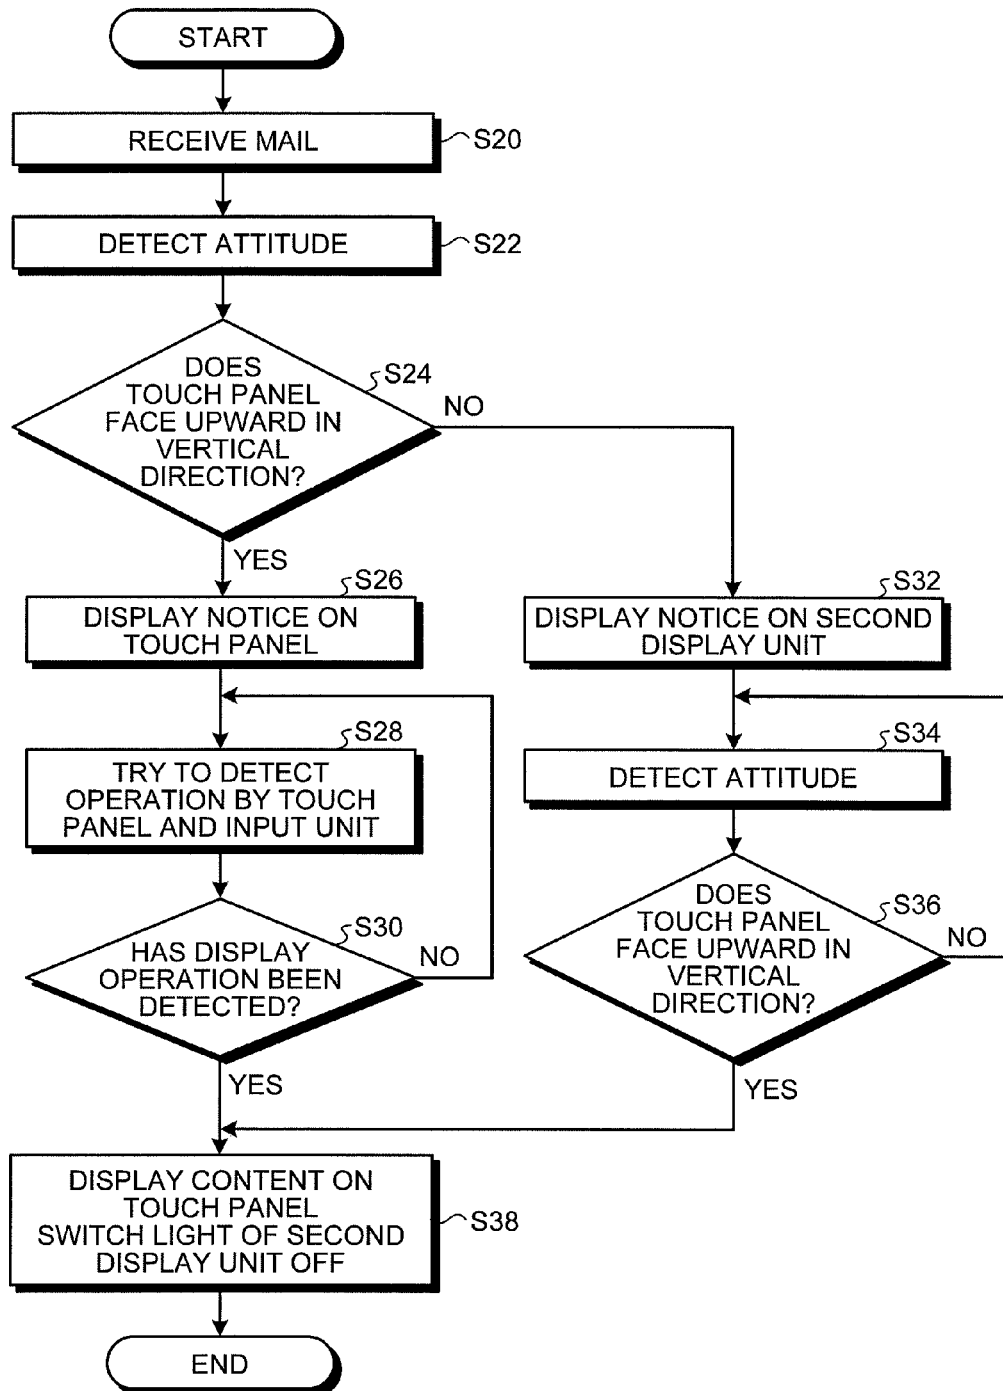 START
RECEIVE MAIL
S20
DETECT ATTITUDE
S22
DOES
TOUCH PANEL
FACE UPWARD IN
VERTICAL
DIRECTION?
S24
NO
YES
S26
DISPLAY NOTICE ON
TOUCH PANEL
S28
TRY TO DETECT
OPERATION BY TOUCH
PANEL AND INPUT UNIT
S30
HAS DISPLAY
OPERATION BEEN
DETECTED?
NO
YES
S32
DISPLAY NOTICE ON SECOND
DISPLAY UNIT
S34
DETECT ATTITUDE
DOES
TOUCH PANEL
FACE UPWARD IN
VERTICAL
DIRECTION?
S36
NO
YES
DISPLAY CONTENT ON
TOUCH PANEL
SWITCH LIGHT OF SECOND
DISPLAY UNIT OFF
S38
END